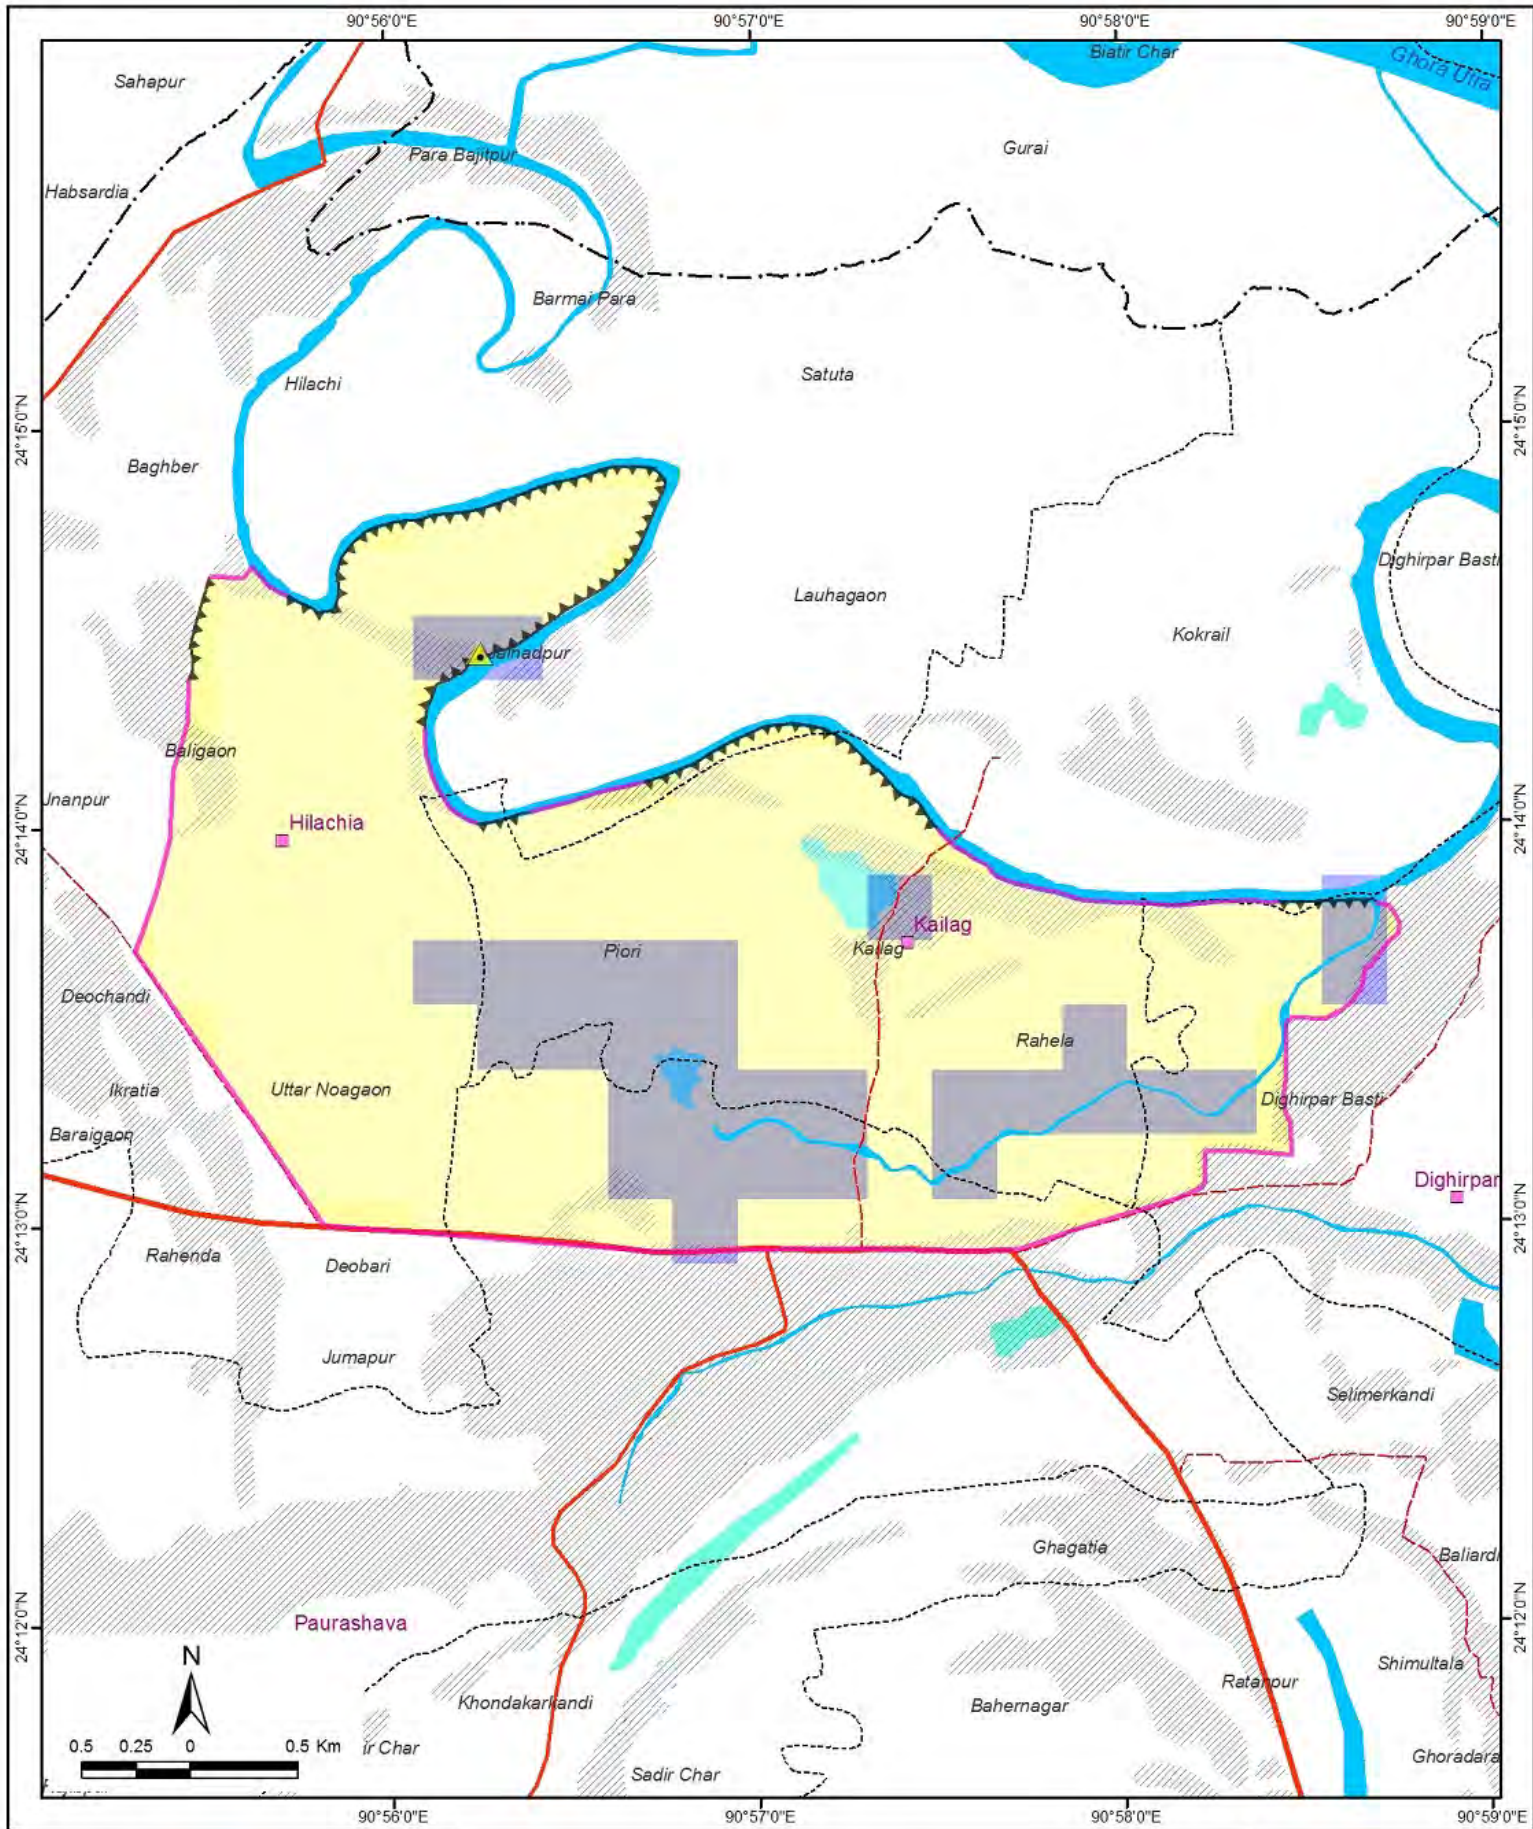 90°56'0"E 90°57'0"E 90°58'0"E 90°59'0"E
Biatir Char
Ghora Utra
Sahapur
Gurai
Para Bajitpur
Habsardia
Barmai Para
Satuta
Hilachi
24°15'0"N
24°15'0"N
Baghber
Dighirpar Basti
Lauhagaon
Kokrail
Baligaon
Hilachia
24°14'0"N
24°14'0"N
Kailag
Kailag
Piori
Deochandi
Rahela
Ikratia
Uttar Noagaon
Dighirpar Basti
Baraigaon
Dighirpar
24°13'0"N
24°13'0"N
Rahenda
Deobari
Jumapur
Selimerkandi
Ghagatia
Baliardi
Paurashava
24°12'0"N
24°12'0"N
N
Shimultala
Ratanpur
Khondakarkandi
Bahernagar
0.5 0.25 0 0.5 Km
ir Char
Ghoradara
Sadir Char
90°56'0"E 90°57'0"E 90°58'0"E 90°59'0"E